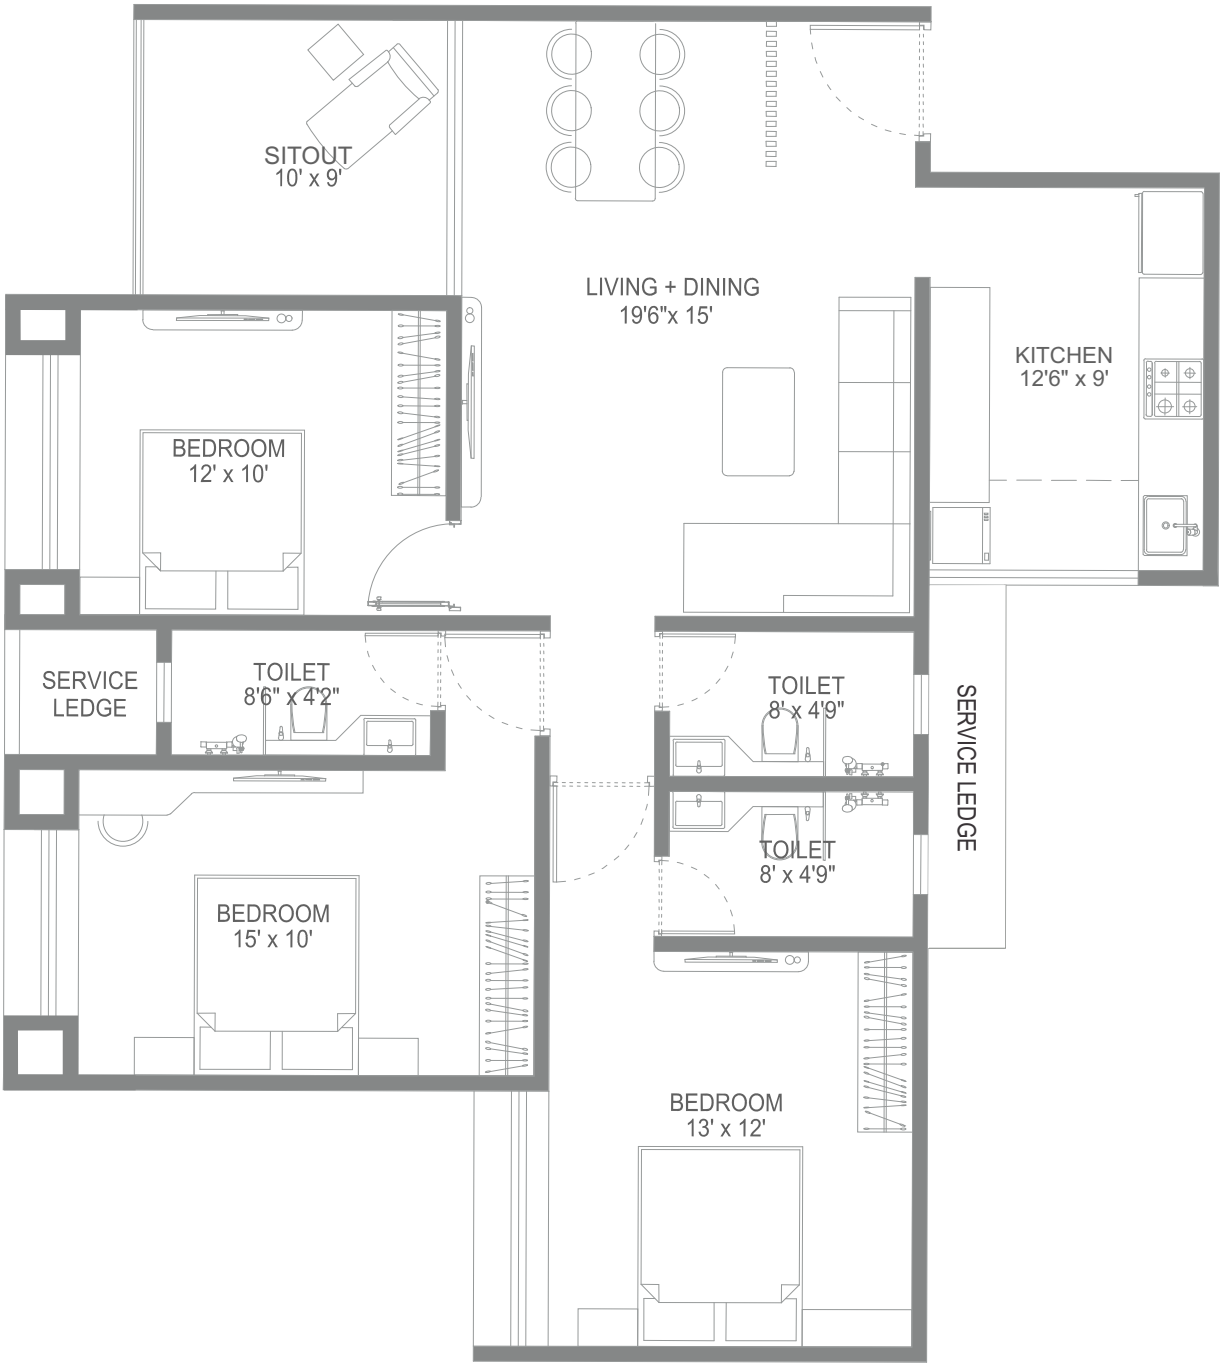 SITOUT
10' x 9'
LIVING + DINING
19'6"x 15'
KITCHEN
12'6" x 9'
BEDROOM
12' x 10'
SERVICE
LEDGE
TOILET
8'6" x 4'2"
TOILET
8' x 4'9"
SERVICE LEDGE
TOILET
8' x 4'9"
BEDROOM
15' x 10'
BEDROOM
13' x 12'